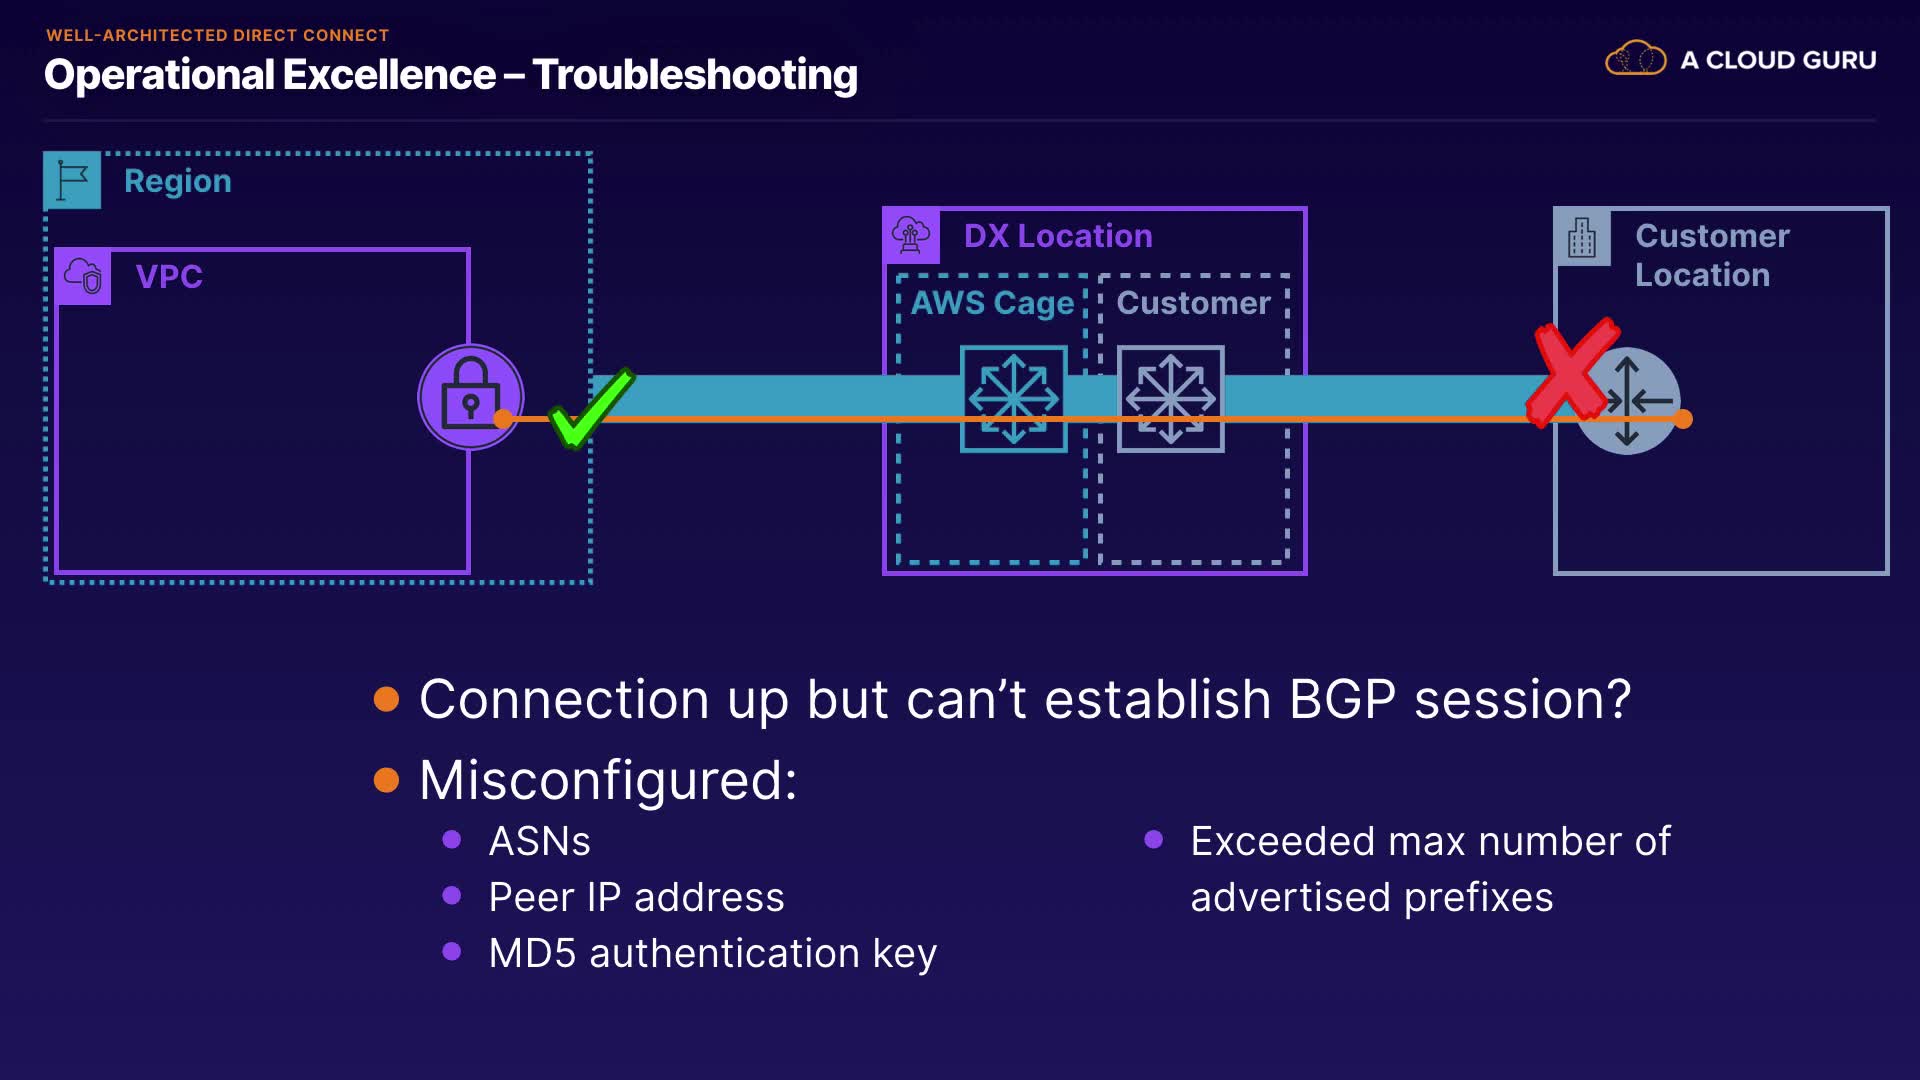 WELL-ARCHITECTED DIRECT CONNECT
Operational Excellence – Troubleshooting
A CLOUD GURU
Region
VPC
DX Location
AWS Cage
Customer
Customer
Location
Connection up but can’t establish BGP session?
Misconfigured:
ASNs
Peer IP address
MD5 authentication key
Exceeded max number of
advertised prefixes